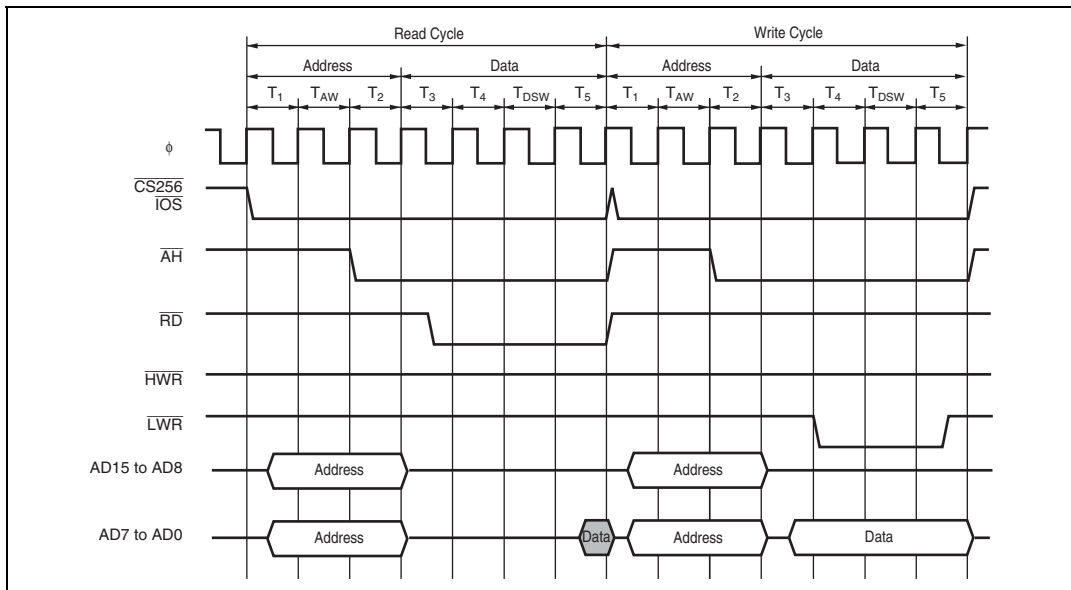 Read Cycle Write Cycle
Address Data Address Data
T1 TAW T2 T3 T4 TDSW T5 T1 TAW T2 T3 T4 TDSW T5
ϕ
CS256
IOS
AH
RD
HWR
LWR
AD15 to AD8 Address Address
AD7 to AD0 Address Data Address Data